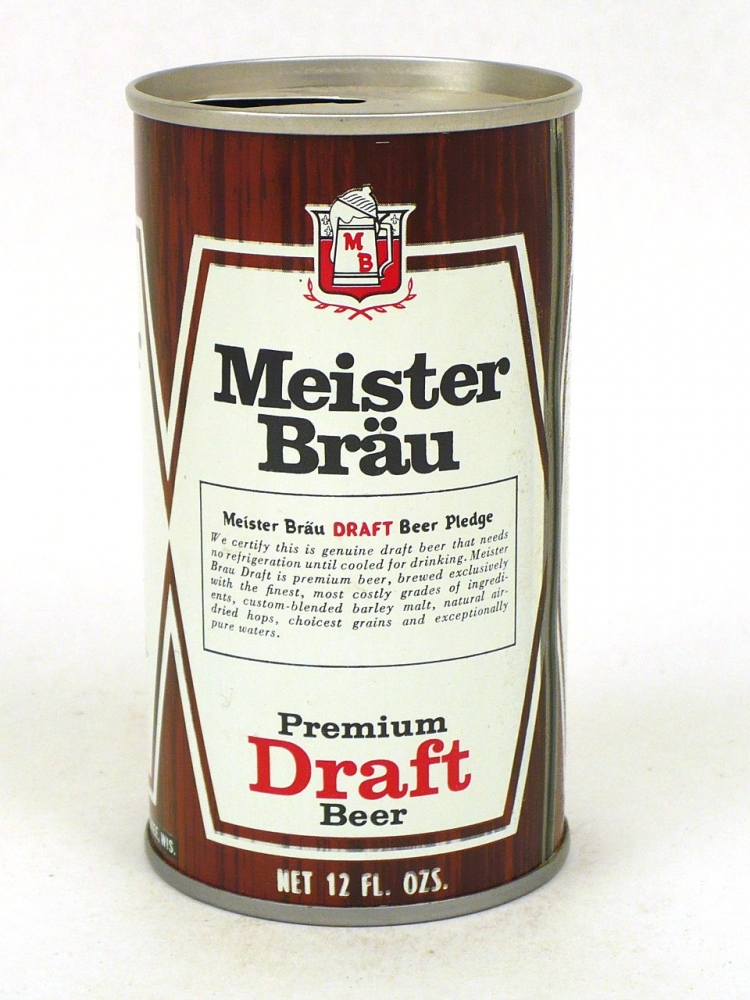 M
B
Meister
Bräu
Meister Bräu DRAFT Beer Pledge
We certify this is genuine draft beer that needs
no refrigeration until cooled for drinking. Meister
Brau Draft is premium beer, brewed exclusively
with the finest, most costly grades of ingredi-
ents, custom-blended barley malt, natural air-
dried hops, choicest grains and exceptionally
pure waters.
Premium
Draft
Beer
WIS.
NET 12 FL. OZS.